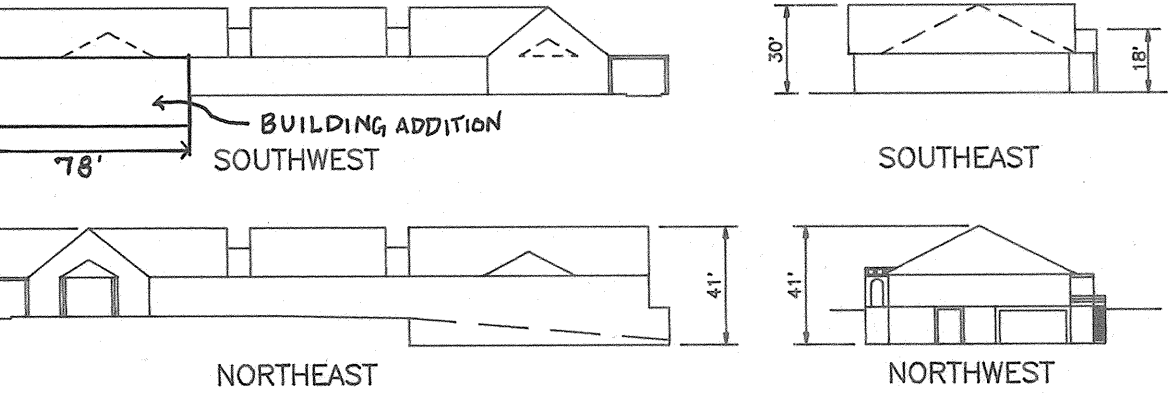 30'
18'
BUILDING ADDITION
78'
SOUTHWEST
SOUTHEAST
41'
41'
NORTHEAST
NORTHWEST